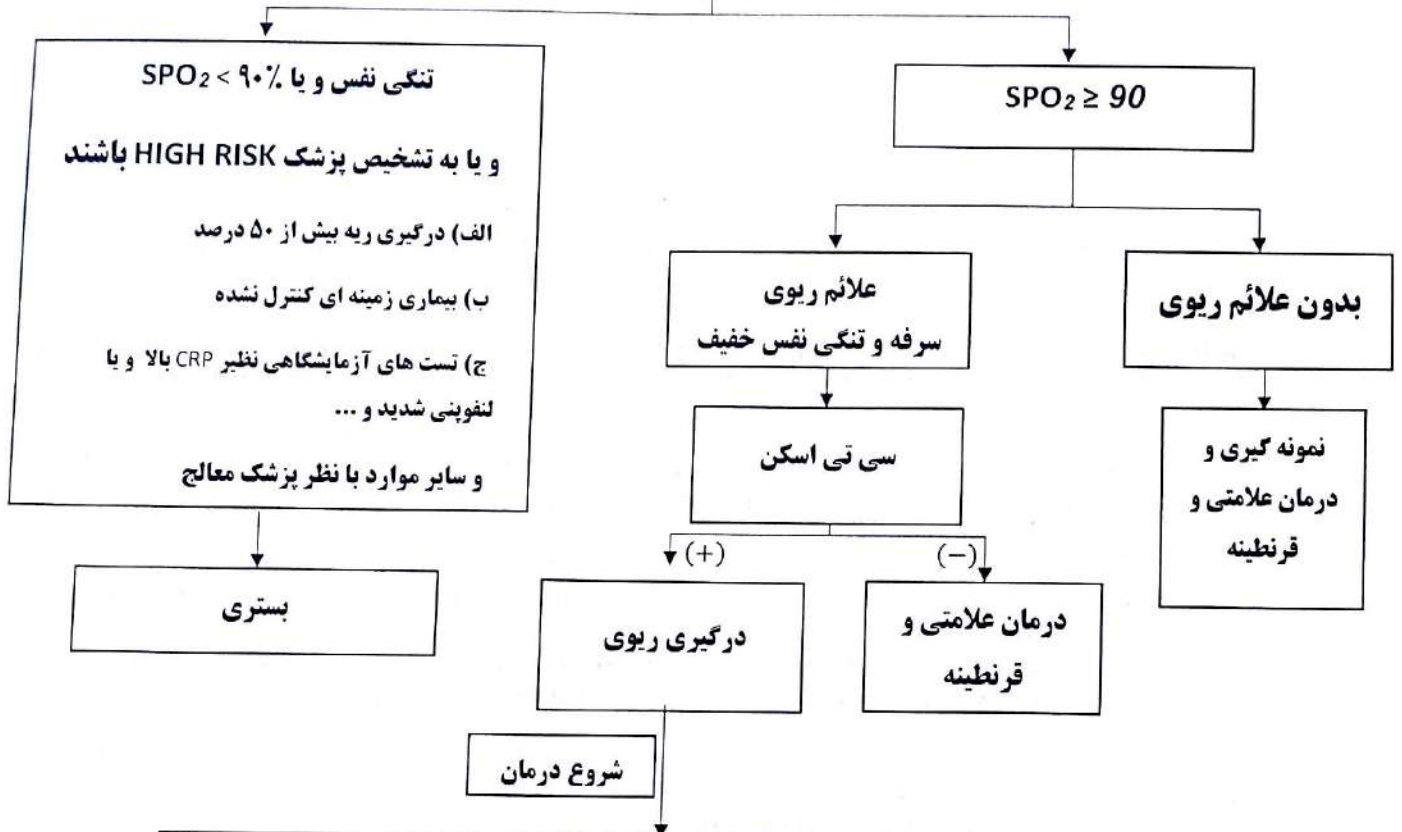 تنگی نفس و یا SPO₂ < ۹۰٪
و یا به تشخیص پزشک HIGH RISK باشند
الف) درگیری ریه بیش از ۵۰ درصد
ب) بیماری زمینه ای کنترل نشده
ج) تست های آزمایشگاهی نظیر CRP بالا و یا
لنفوپنی شدید و ...
و سایر موارد با نظر پزشک معالج
بستری
SPO₂ ≥ 90
بدون علائم ریوی
نمونه گیری و
درمان علامتی و
قرنطینه
علائم ریوی
سرفه و تنگی نفس خفیف
سی تی اسکن
(−)
درمان علامتی و
قرنطینه
(+)
درگیری ریوی
شروع درمان